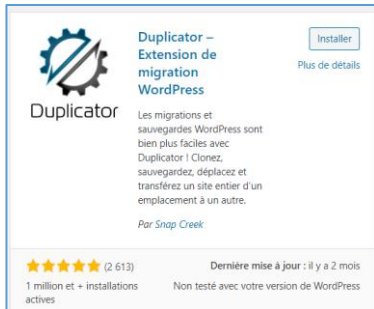 Duplicator
Duplicator –
Extension de
migration
WordPress
Installer
Plus de détails
Les migrations et
sauvegardes WordPress sont
bien plus faciles avec
Duplicator ! Clonez,
sauvegardez, déplacez et
transférez un site entier d'un
emplacement à un autre.
Par Snap Creek
(2 613)
Dernière mise à jour : il y a 2 mois
1 million et + installations
actives
Non testé avec votre version de WordPress